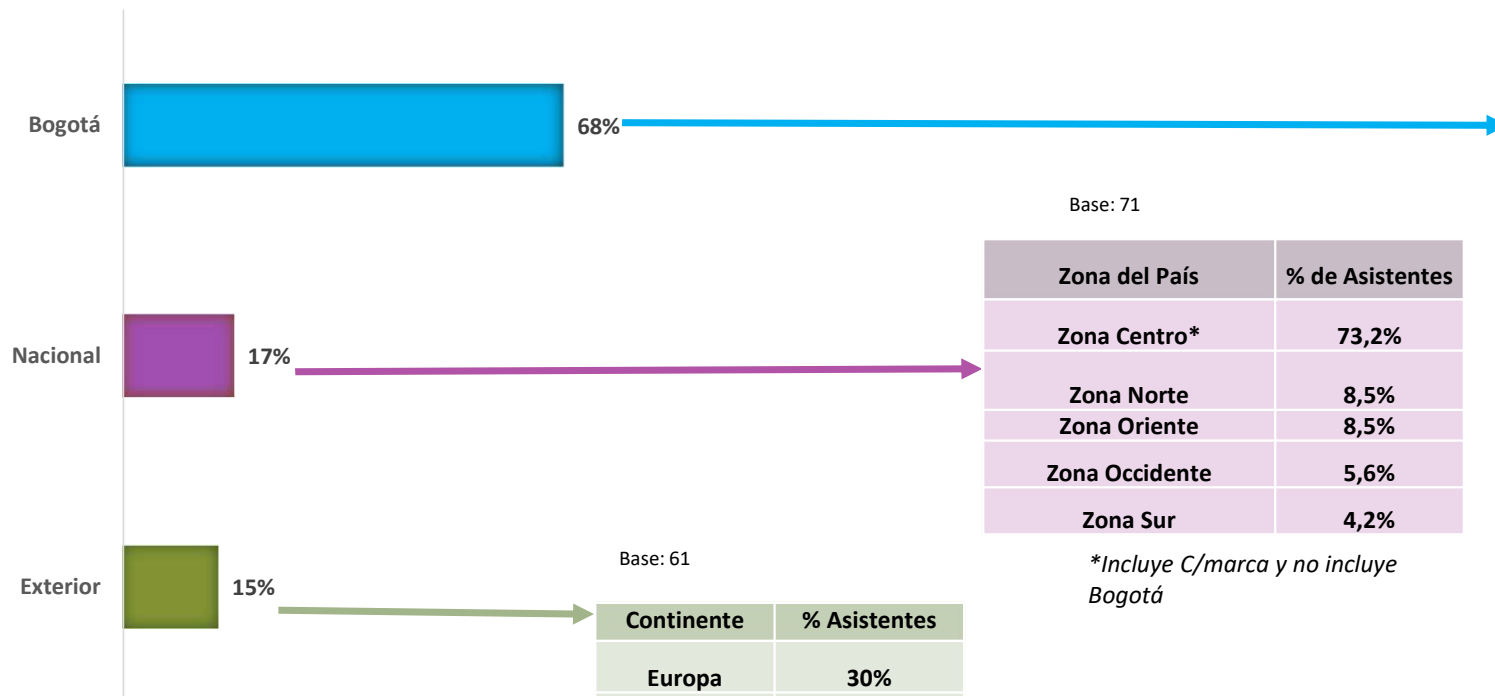 Bogotá
68%
Base: 71
Zona del País % de Asistentes
Zona Centro* 73,2%
Zona Norte 8,5%
Zona Oriente 8,5%
Zona Occidente 5,6%
Zona Sur 4,2%
*Incluye C/marca y no incluye
Bogotá
Nacional
17%
Exterior
15%
Base: 61
Continente % Asistentes
Europa 30%